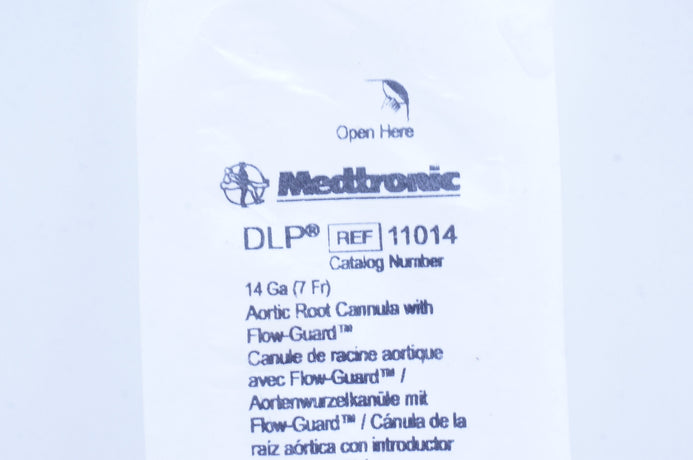 Open Here
Medtronic
DLP® REF 11014
Catalog Number
14 Ga (7 Fr)
Aortic Root Cannula with
Flow-Guard™
Canule de racine aortique
avec Flow-Guard™ /
Aortenwurzelkanüle mit
Flow-Guard™ / Cánula de la
raíz aórtica con introductor